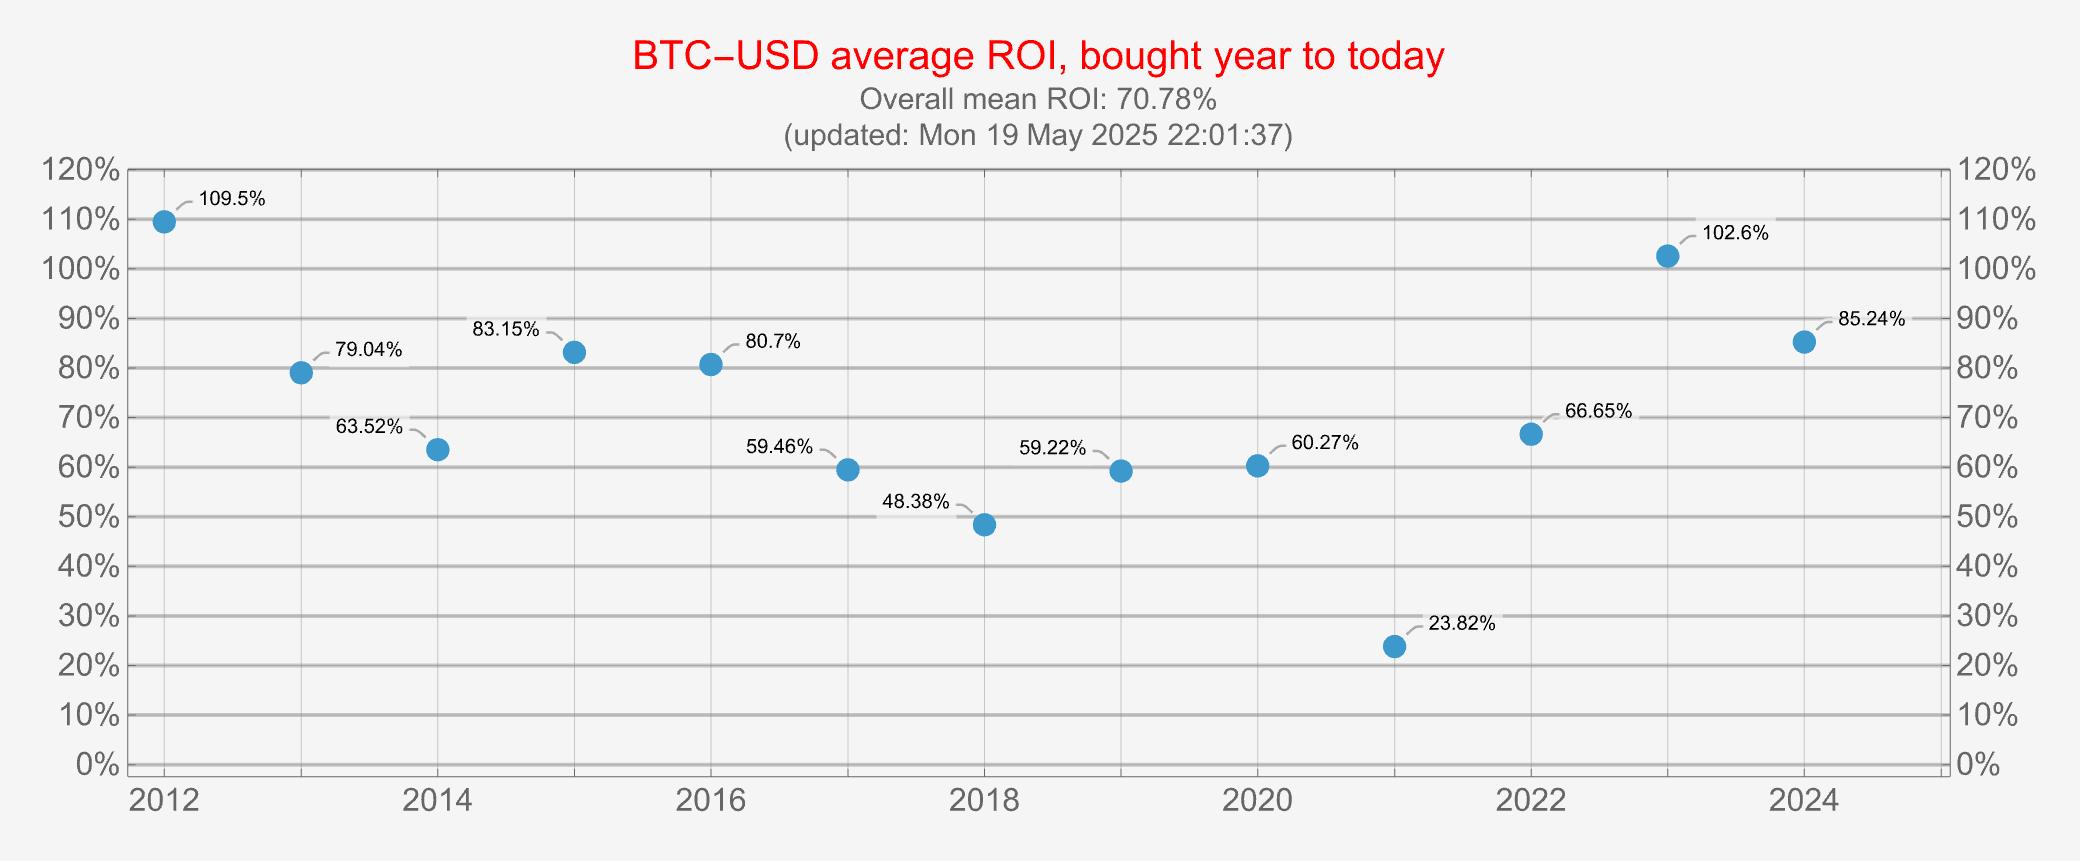 BTC−USD average ROI, bought year to today
Overall mean ROI: 70.78%
(updated: Mon 19 May 2025 22:01:37)
120% 120%
109.5%
110% 110%
102.6%
100% 100%
90% 85.24% 90%
83.15%
80.7%
79.04%
80% 80%
70% 66.65% 70%
63.52%
59.46% 59.22% 60.27%
60% 60%
48.38%
50% 50%
40% 40%
30% 23.82% 30%
20% 20%
10% 10%
0% 0%
2012 2014 2016 2018 2020 2022 2024